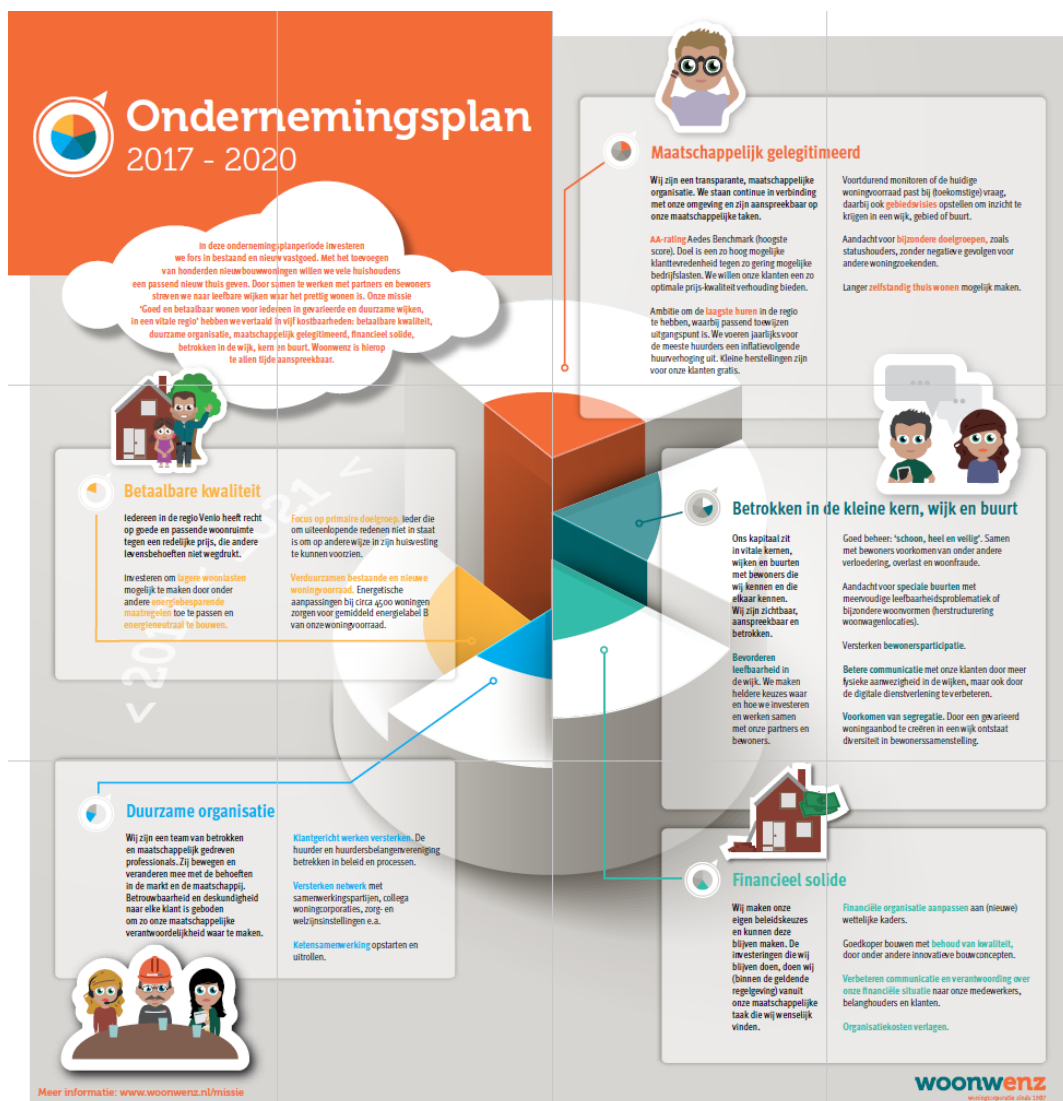 Ondernemingsplan
2017 - 2020
In deze ondernemingsplanperiode investeren
we fors in bestaand en nieuw vastgoed. Met het toevoegen
van honderden nieuwbouwwoningen willen we vele huishoudens
een passend nieuw thuis geven. Door samen te werken met partners en bewoners
streven we naar leefbare wijken waar het prettig wonen is. Onze missie
'Goed en betaalbaar wonen voor iedereen in gevarieerde en duurzame wijken,
in een vitale regio' hebben we vertaald in vijf kostbaarheden: betaalbare kwaliteit,
duurzame organisatie, maatschappelijk gelegitimeerd, financieel solide,
betrokken in de wijk, kern en buurt. Woonwenz is hierop
te allen tijde aanspreekbaar.
Maatschappelijk gelegitimeerd
Wij zijn een transparante, maatschappelijke
organisatie. We staan continue in verbinding
met onze omgeving en zijn aanspreekbaar op
onze maatschappelijke taken.
AA-rating Aedes Benchmark (hoogste
score). Doel is een zo hoog mogelijke
klanttevredenheid tegen zo gering mogelijke
bedrijfslasten. We willen onze klanten een zo
optimale prijs-kwaliteit verhouding bieden.
Ambitie om de laagste huren in de regio
te hebben, waarbij passend toewijzen
uitgangspunt is. We voeren jaarlijks voor
de meeste huurders een inflatievolgende
huurverhoging uit. Kleine herstellingen zijn
voor onze klanten gratis.
Voortdurend monitoren of de huidige
woningvoorraad past bij (toekomstige) vraag,
daarbij ook gebiedsvisies opstellen om inzicht te
krijgen in een wijk, gebied of buurt.
Aandacht voor bijzondere doelgroepen, zoals
statushouders, zonder negatieve gevolgen voor
andere woningzoekenden.
Langer zelfstandig thuis wonen mogelijk maken.
Betaalbare kwaliteit
Iedereen in de regio Venlo heeft recht
op goede en passende woonruimte
tegen een redelijke prijs, die andere
levensbehoeften niet wegdrukt.
Investeren om lagere woonlasten
mogelijk te maken door onder
andere energiebesparende
maatregelen toe te passen en
energieneutraal te bouwen.
Focus op primaire doelgroep. Ieder die
om uiteenlopende redenen niet in staat
is om op andere wijze in zijn huisvesting
te kunnen voorzien.
Verduurzamen bestaande en nieuwe
woningvoorraad. Energetische
aanpassingen bij circa 4500 woningen
zorgen voor gemiddeld energielabel B
van onze woningvoorraad.
Betrokken in de kleine kern, wijk en buurt
Ons kapitaal zit
in vitale kernen,
wijken en buurten
met bewoners die
wij kennen en die
elkaar kennen.
Wij zijn zichtbaar,
aanspreekbaar en
betrokken.
Bevorderen
leefbaarheid in
de wijk. We maken
heldere keuzes waar
en hoe we investeren
en werken samen
met onze partners en
bewoners.
Goed beheer: 'schoon, heel en veilig'. Samen
met bewoners voorkomen van onder andere
verloedering, overlast en woonfraude.
Aandacht voor speciale buurten met
meervoudige leefbaarheidsproblematiek of
bijzondere woonvormen (herstructurering
woonwagenlocaties).
Versterken bewonersparticipatie.
Betere communicatie met onze klanten door meer
fysieke aanwezigheid in de wijken, maar ook door
de digitale dienstverlening te verbeteren.
Voorkomen van segregatie. Door een gevarieerd
woningaanbod te creëren in een wijk ontstaat
diversiteit in bewonerssamenstelling.
Duurzame organisatie
Wij zijn een team van betrokken
en maatschappelijk gedreven
professionals. Zij bewegen en
veranderen mee met de behoeften
in de markt en de maatschappij.
Betrouwbaarheid en deskundigheid
naar elke klant is geboden
om zo onze maatschappelijke
verantwoordelijkheid waar te maken.
Klantgericht werken versterken. De
huurder en huurdersbelangenvereniging
betrekken in beleid en processen.
Versterken netwerk met
samenwerkingspartijen, collega
woningcorporaties, zorg- en
welzijnsinstellingen e.a.
Ketensamenwerking opstarten en
uitrollen.
Financieel solide
Wij maken onze
eigen beleidskeuzes
en kunnen deze
blijven maken. De
investeringen die wij
blijven doen, doen wij
(binnen de geldende
regelgeving) vanuit
onze maatschappelijke
taak die wij wenselijk
vinden.
Financiële organisatie aanpassen aan (nieuwe)
wettelijke kaders.
Goedkoper bouwen met behoud van kwaliteit,
door onder andere innovatieve bouwconcepten.
Verbeteren communicatie en verantwoording over
onze financiële situatie naar onze medewerkers,
belanghouders en klanten.
Organisatiekosten verlagen.
Meer informatie: www.woonwenz.nl/missie
woonwenz